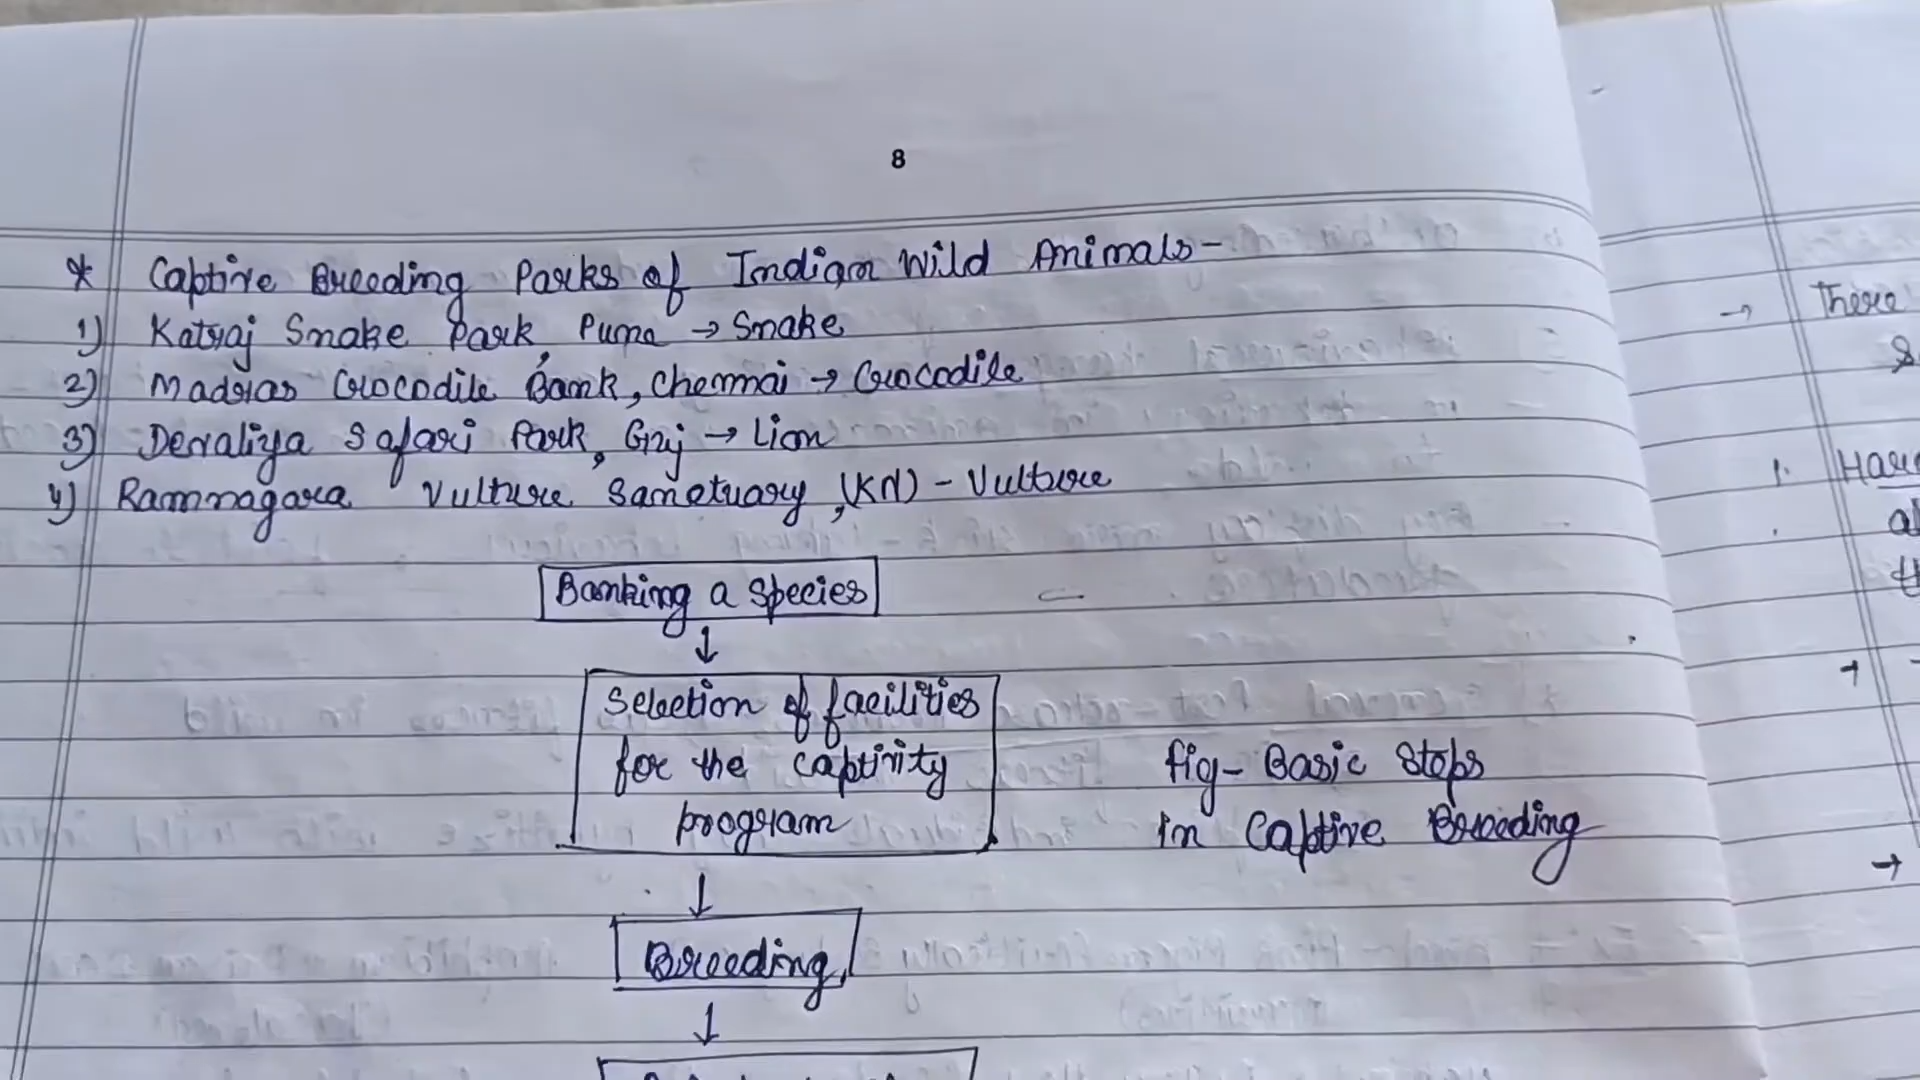 8
* Captive Breeding Parks of Indian Wild Animals-
1) Katraj Snake Park, Pune → Snake
2) Madras Crocodile Bank, Chennai → Crocodile
3) Devaliya Safari Park, Guj → Lion
4) Ramnagara Vulture Sanctuary, (KN) - Vulture
Banking a Species
↓
Selection of facilities
for the captivity
program
fig- Basic Steps
in Captive Breeding
↓
Breeding
↓
→ There
1. Hard
→
→